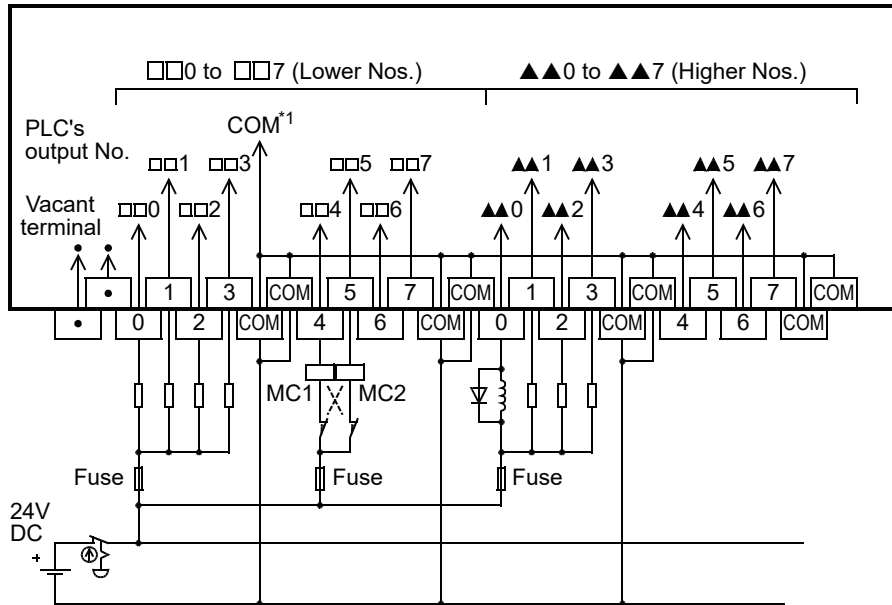 □□0 to □□7 (Lower Nos.) ▲▲0 to ▲▲7 (Higher Nos.)
PLC's
output No.
COM*1
□□1 □□3 □□5 □□7 ▲▲1 ▲▲3 ▲▲5 ▲▲7
Vacant
terminal
□□0 □□2 □□4 □□6 ▲▲0 ▲▲2 ▲▲4 ▲▲6
• 1 3 COM 5 7 COM 1 3 COM 5 7 COM
• 0 2 COM 4 6 COM 0 2 COM 4 6 COM
MC1 MC2
Fuse Fuse Fuse
24V
DC
+